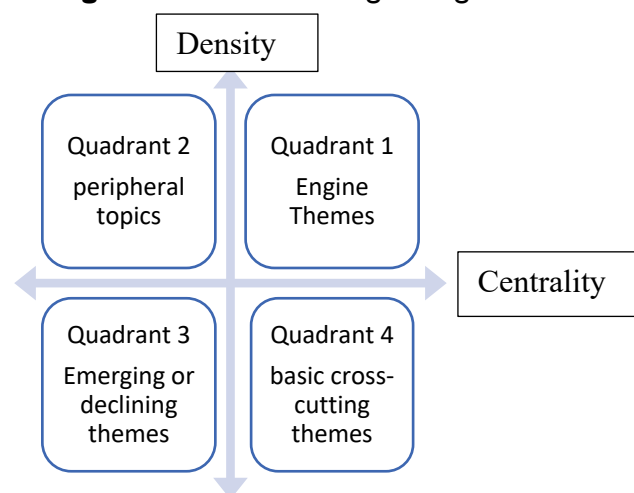 Density
Quadrant 2
peripheral
topics
Quadrant 1
Engine
Themes
Centrality
Quadrant 3
Emerging or
declining
themes
Quadrant 4
basic cross-
cutting
themes